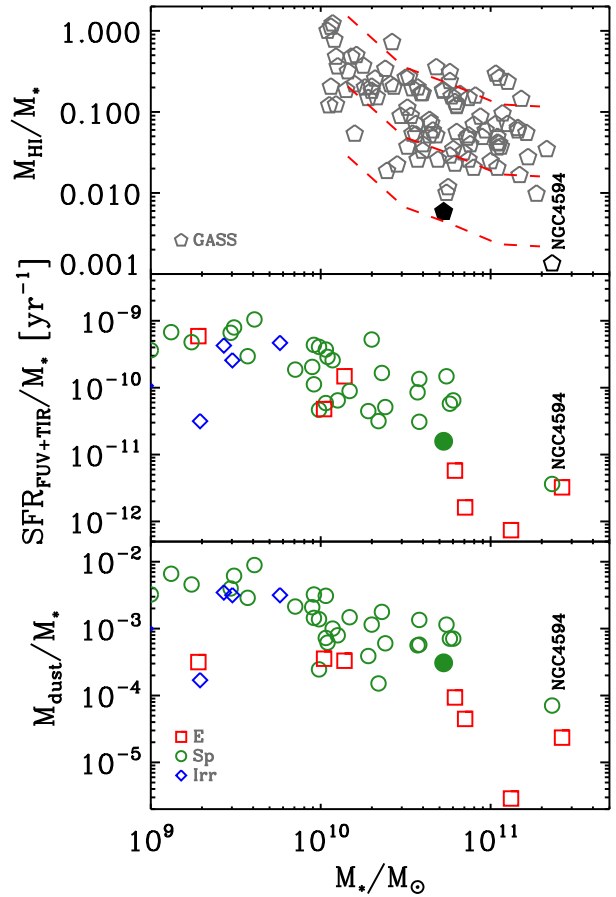 1.000
0.100
0.010
0.001
M_HI/M_*
GASS
NGC4594
10^-9
10^-10
10^-11
10^-12
SFR_FUV+TIR/M_* [yr^-1]
NGC4594
10^-2
10^-3
10^-4
10^-5
M_dust/M_*
NGC4594
E
Sp
Irr
10^9
10^10
10^11
M_*/M_⊙